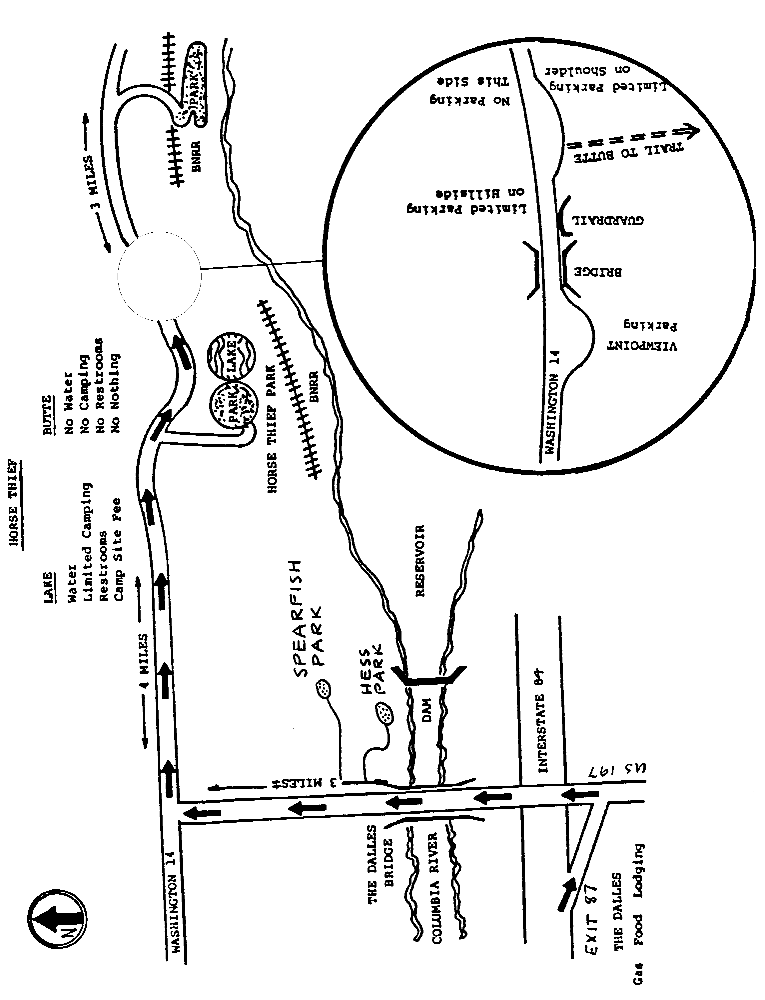 HORSE THIEF
LAKE
Water
Limited Camping
Restrooms
Camp Site Fee
BUTTE
No Water
No Camping
No Restrooms
No Nothing
N
WASHINGTON 14
4 MILES
3 MILES
PARK
BNRR
PARK
LAKE
HORSE THIEF PARK
BNRR
SPEARFISH
PARK
HESS
PARK
3 MILES±
RESERVOIR
DAM
THE DALLES
BRIDGE
COLUMBIA RIVER
INTERSTATE 84
US 197
EXIT 87
THE DALLES
Gas Food Lodging
No Parking
This Side
Limited Parking
on Shoulder
Limited Parking
on Hillside
TRAIL TO BUTTE
GUARDRAIL
BRIDGE
VIEWPOINT
Parking
WASHINGTON 14